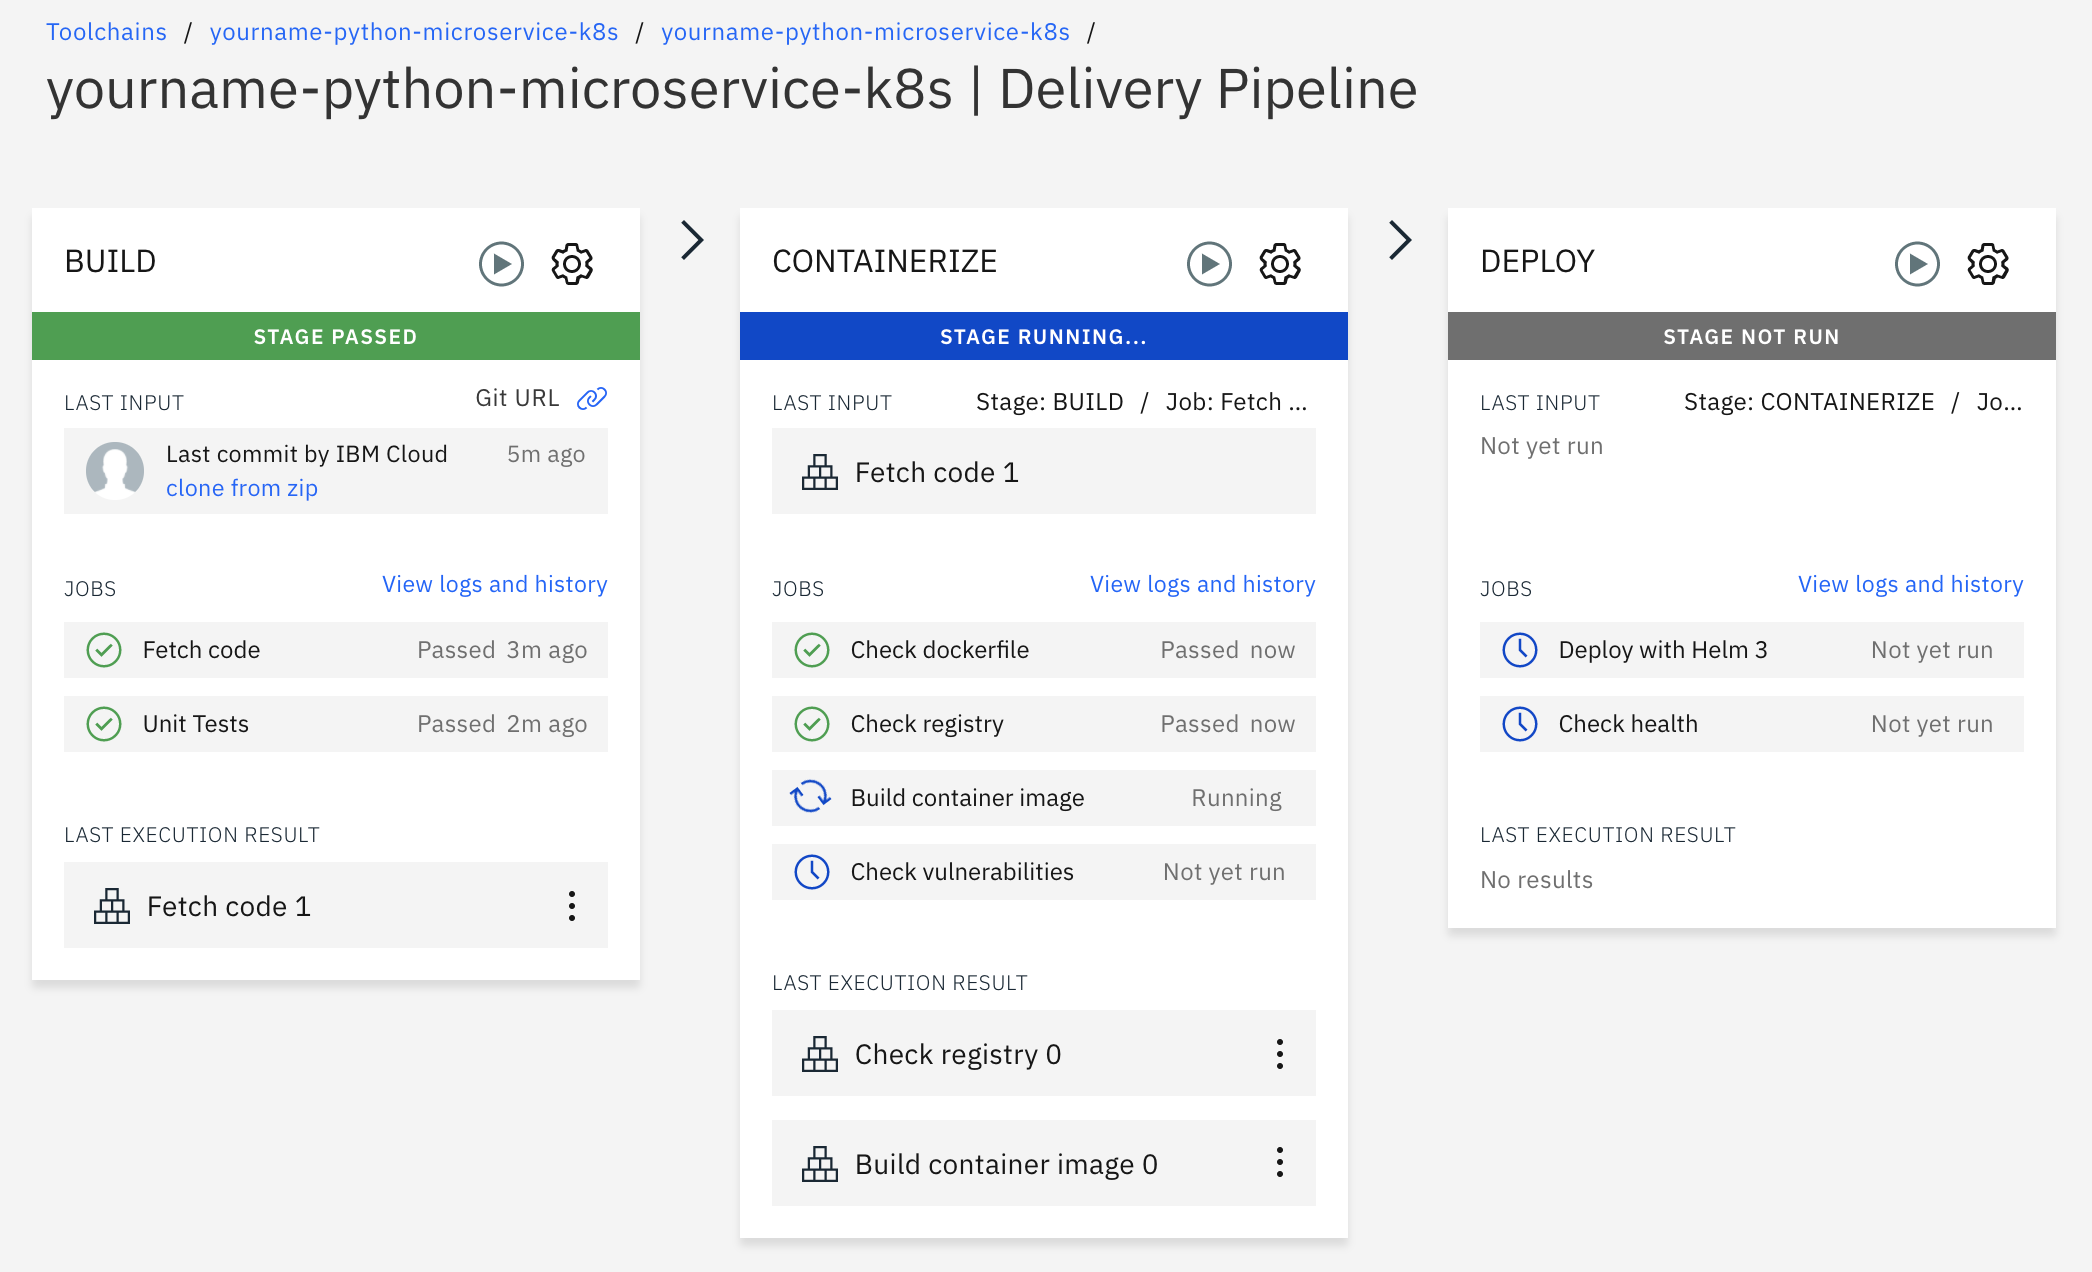 Toolchains / yourname-python-microservice-k8s / yourname-python-microservice-k8s /
yourname-python-microservice-k8s | Delivery Pipeline
BUILD
STAGE PASSED
LAST INPUT Git URL
Last commit by IBM Cloud 5m ago
clone from zip
JOBS View logs and history
Fetch code Passed 3m ago
Unit Tests Passed 2m ago
LAST EXECUTION RESULT
Fetch code 1
CONTAINERIZE
STAGE RUNNING...
LAST INPUT Stage: BUILD / Job: Fetch ...
Fetch code 1
JOBS View logs and history
Check dockerfile Passed now
Check registry Passed now
Build container image Running
Check vulnerabilities Not yet run
LAST EXECUTION RESULT
Check registry 0
Build container image 0
DEPLOY
STAGE NOT RUN
LAST INPUT Stage: CONTAINERIZE / Jo...
Not yet run
JOBS View logs and history
Deploy with Helm 3 Not yet run
Check health Not yet run
LAST EXECUTION RESULT
No results